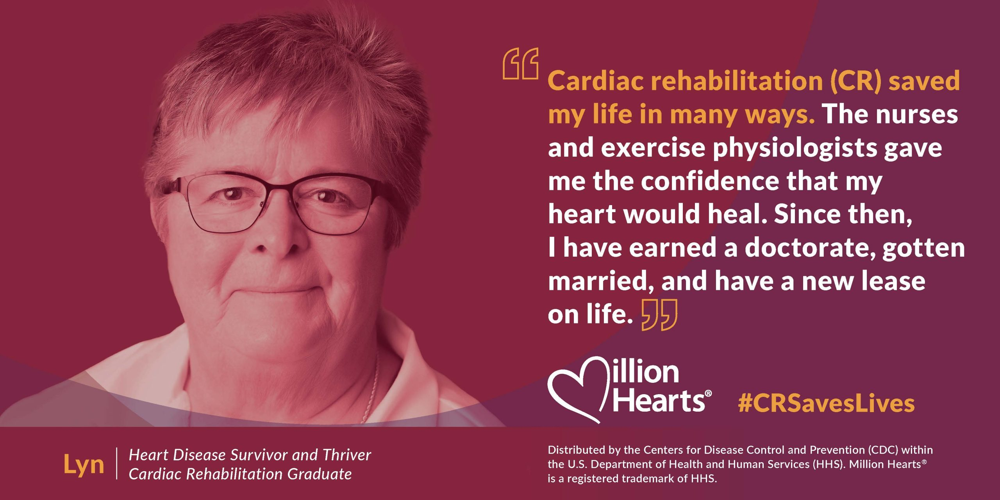 Cardiac rehabilitation (CR) saved
my life in many ways. The nurses
and exercise physiologists gave
me the confidence that my
heart would heal. Since then,
I have earned a doctorate, gotten
married, and have a new lease
on life.
Million
Hearts®
#CRSavesLives
Lyn
Heart Disease Survivor and Thriver
Cardiac Rehabilitation Graduate
Distributed by the Centers for Disease Control and Prevention (CDC) within
the U.S. Department of Health and Human Services (HHS). Million Hearts®
is a registered trademark of HHS.